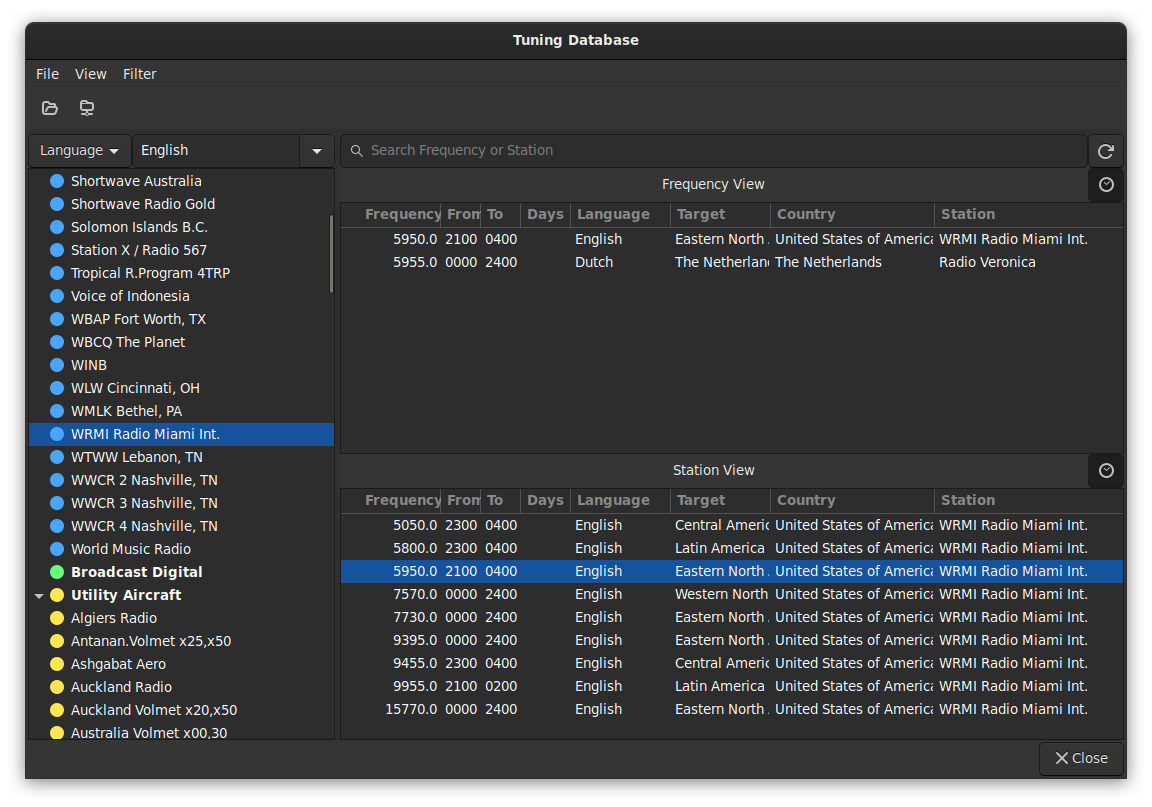 Tuning Database
File View Filter
Language English
Search Frequency or Station
Shortwave Australia
Shortwave Radio Gold
Solomon Islands B.C.
Station X / Radio 567
Tropical R.Program 4TRP
Voice of Indonesia
WBAP Fort Worth, TX
WBCQ The Planet
WINB
WLW Cincinnati, OH
WMLK Bethel, PA
WRMI Radio Miami Int.
WTWW Lebanon, TN
WWCR 2 Nashville, TN
WWCR 3 Nashville, TN
WWCR 4 Nashville, TN
World Music Radio
Broadcast Digital
Utility Aircraft
Algiers Radio
Antanan.Volmet x25,x50
Ashgabat Aero
Auckland Radio
Auckland Volmet x20,x50
Australia Volmet x00,30
Frequency View
Frequency From To Days Language Target Country Station
5950.0 2100 0400 English Eastern North United States of America WRMI Radio Miami Int.
5955.0 0000 2400 Dutch The Netherlan The Netherlands Radio Veronica
Station View
Frequency From To Days Language Target Country Station
5050.0 2300 0400 English Central Americ United States of America WRMI Radio Miami Int.
5800.0 2300 0400 English Latin America United States of America WRMI Radio Miami Int.
5950.0 2100 0400 English Eastern North United States of America WRMI Radio Miami Int.
7570.0 0000 2400 English Western North United States of America WRMI Radio Miami Int.
7730.0 0000 2400 English Eastern North United States of America WRMI Radio Miami Int.
9395.0 0000 2400 English Eastern North United States of America WRMI Radio Miami Int.
9455.0 2300 0400 English Central Americ United States of America WRMI Radio Miami Int.
9955.0 2100 0200 English Latin America United States of America WRMI Radio Miami Int.
15770.0 0000 2400 English Eastern North United States of America WRMI Radio Miami Int.
Close